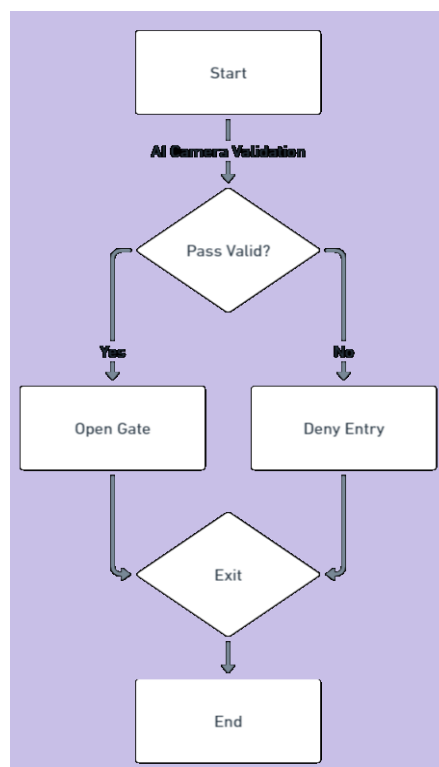 Start
AI Camera Validation
Pass Valid?
Yes
No
Open Gate
Deny Entry
Exit
End